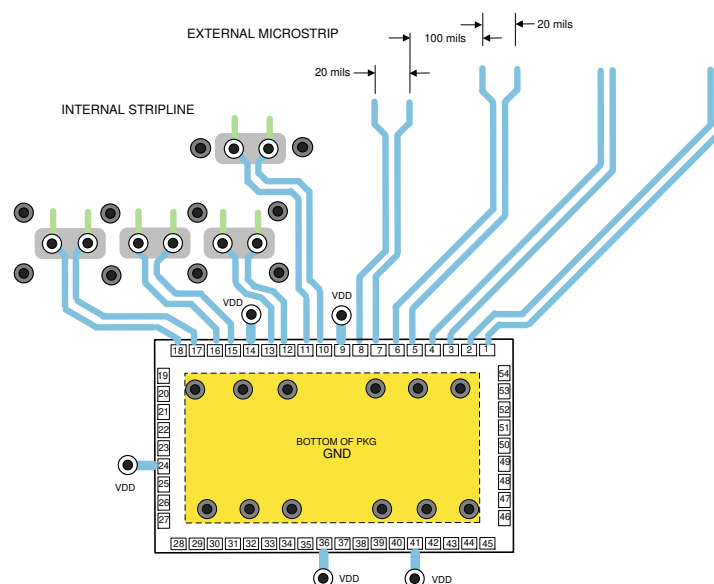 EXTERNAL MICROSTRIP
20 mils
100 mils
20 mils
INTERNAL STRIPLINE
VDD
VDD
18 17 16 15 14 13 12 11 10 9 8 7 6 5 4 3 2 1
19
20
21
22
23
24
25
26
27
54
53
52
51
50
49
48
47
46
BOTTOM OF PKG
GND
VDD
28 29 30 31 32 33 34 35 36 37 38 39 40 41 42 43 44 45
VDD
VDD